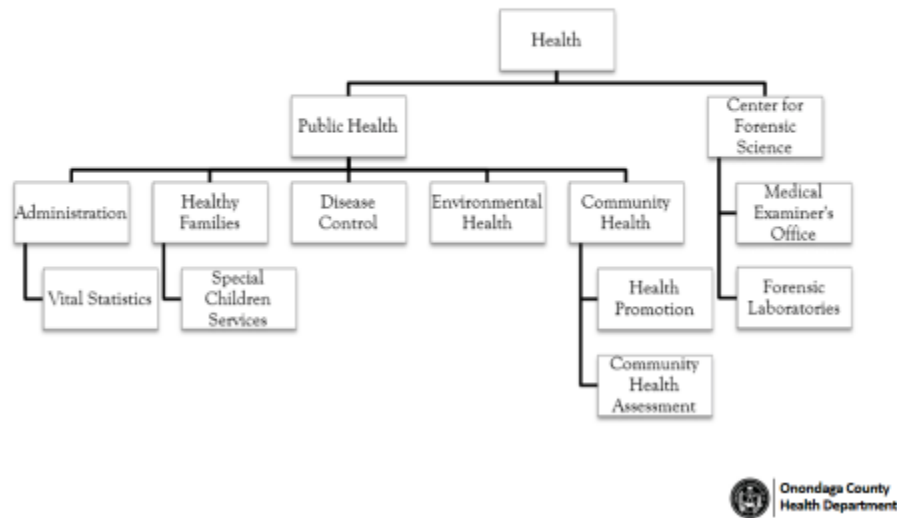 Health
Public Health
Center for
Forensic
Science
Administration
Healthy
Families
Disease
Control
Environmental
Health
Community
Health
Medical
Examiner's
Office
Vital Statistics
Special
Children
Services
Health
Promotion
Forensic
Laboratories
Community
Health
Assessment
Onondaga County
Health Department